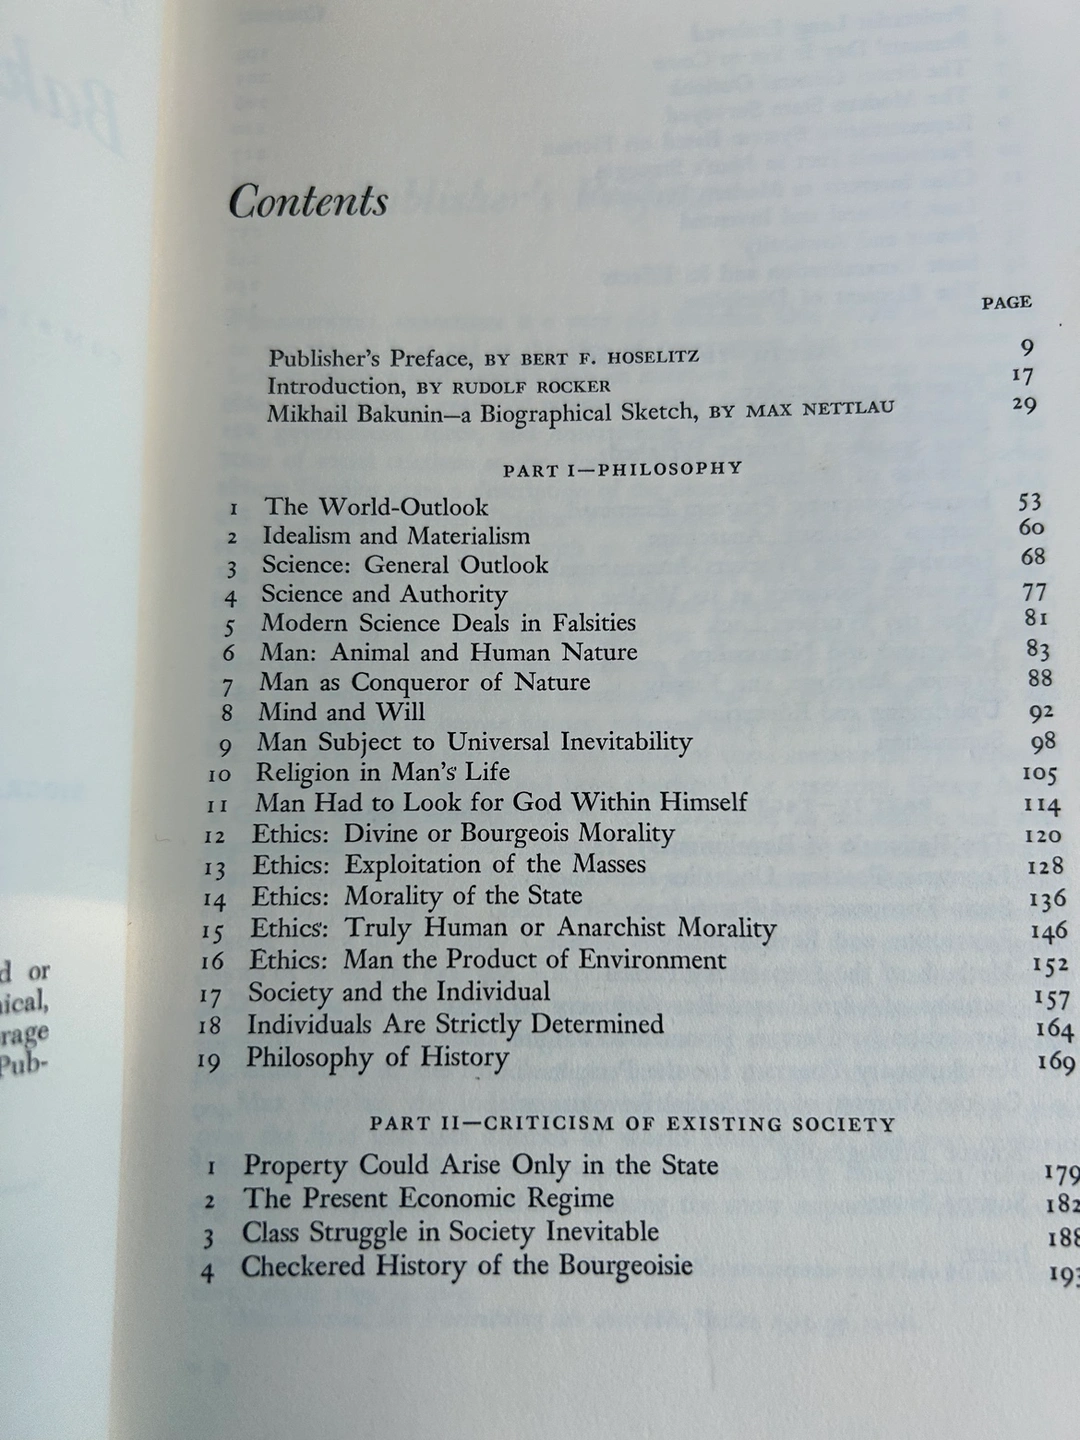 Bak
Contents
PAGE
Publisher's Preface, BY BERT F. HOSELITZ 9
Introduction, BY RUDOLF ROCKER 17
Mikhail Bakunin—a Biographical Sketch, BY MAX NETTLAU 29
PART I—PHILOSOPHY
1 The World-Outlook 53
2 Idealism and Materialism 60
3 Science: General Outlook 68
4 Science and Authority 77
5 Modern Science Deals in Falsities 81
6 Man: Animal and Human Nature 83
7 Man as Conqueror of Nature 88
8 Mind and Will 92
9 Man Subject to Universal Inevitability 98
10 Religion in Man's Life 105
11 Man Had to Look for God Within Himself 114
12 Ethics: Divine or Bourgeois Morality 120
13 Ethics: Exploitation of the Masses 128
14 Ethics: Morality of the State 136
15 Ethics: Truly Human or Anarchist Morality 146
16 Ethics: Man the Product of Environment 152
17 Society and the Individual 157
18 Individuals Are Strictly Determined 164
19 Philosophy of History 169
PART II—CRITICISM OF EXISTING SOCIETY
1 Property Could Arise Only in the State 179
2 The Present Economic Regime 182
3 Class Struggle in Society Inevitable 188
4 Checkered History of the Bourgeoisie 193
d or
ical,
rage
Pub-